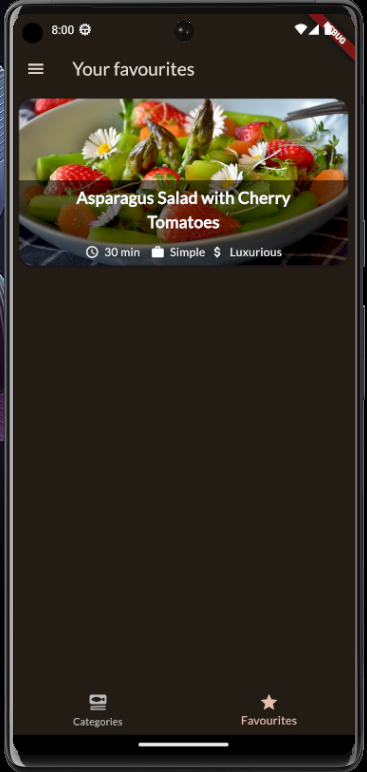 8:00
DEBUG
Your favourites
Asparagus Salad with Cherry
Tomatoes
30 min Simple $ Luxurious
Categories
Favourites